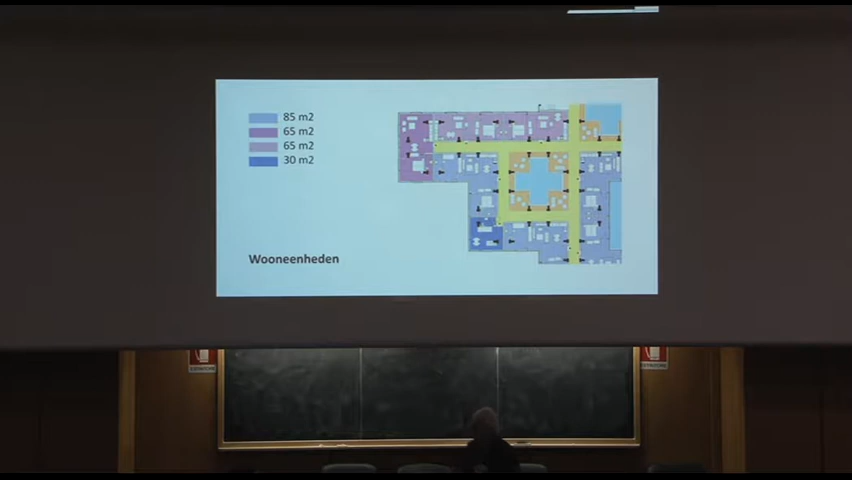 85 m2
65 m2
65 m2
30 m2
Wooneenheden